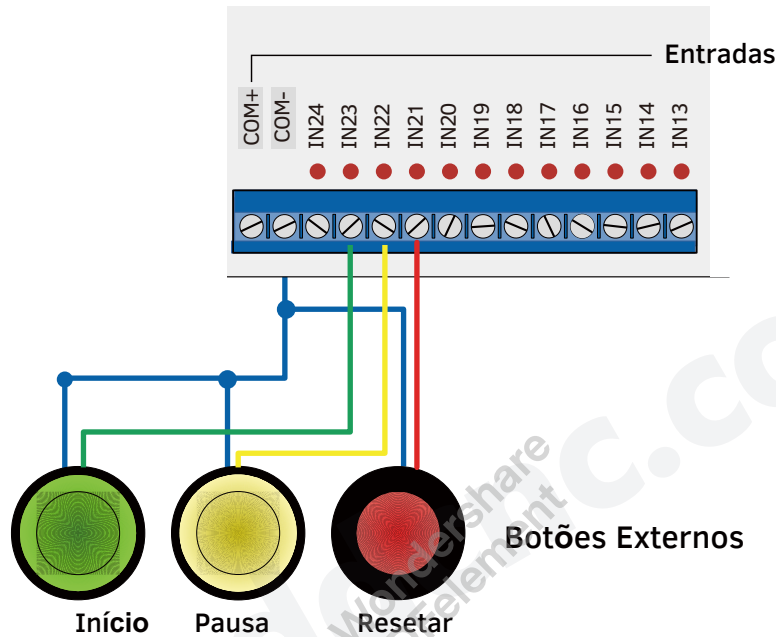 Entradas
COM+
COM-
IN24
IN23
IN22
IN21
IN20
IN19
IN18
IN17
IN16
IN15
IN14
IN13
Botões Externos
Início
Pausa
Resetar
Wondershare